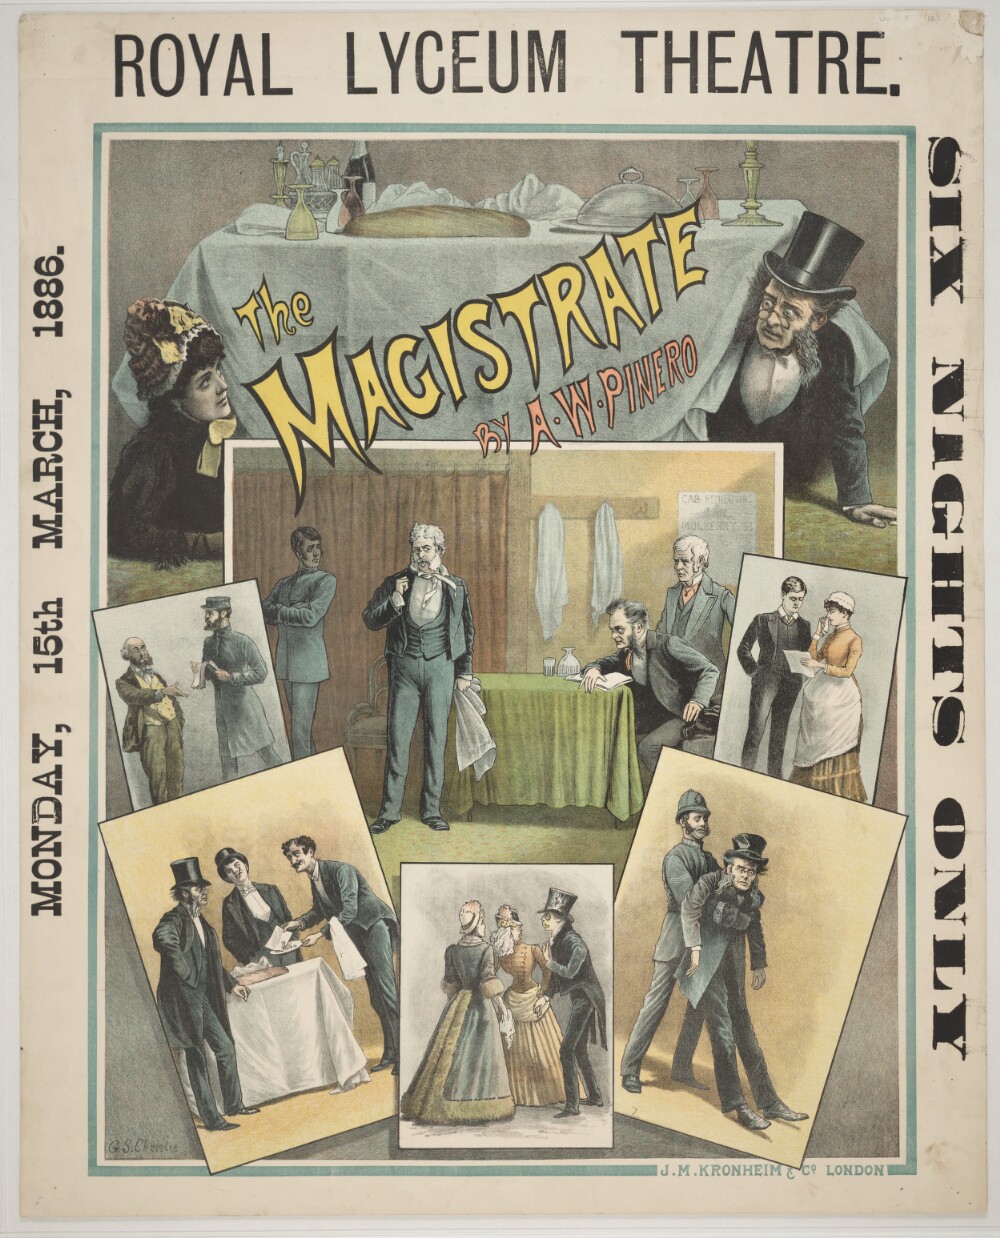 ROYAL LYCEUM THEATRE.
MONDAY, 15th MARCH, 1886.
SIX NIGHTS ONLY
The
MAGISTRATE
BY A.W. PINERO
CAB
MULBERRY ST
G.S.
J.M. KRONHEIM & Co LONDON